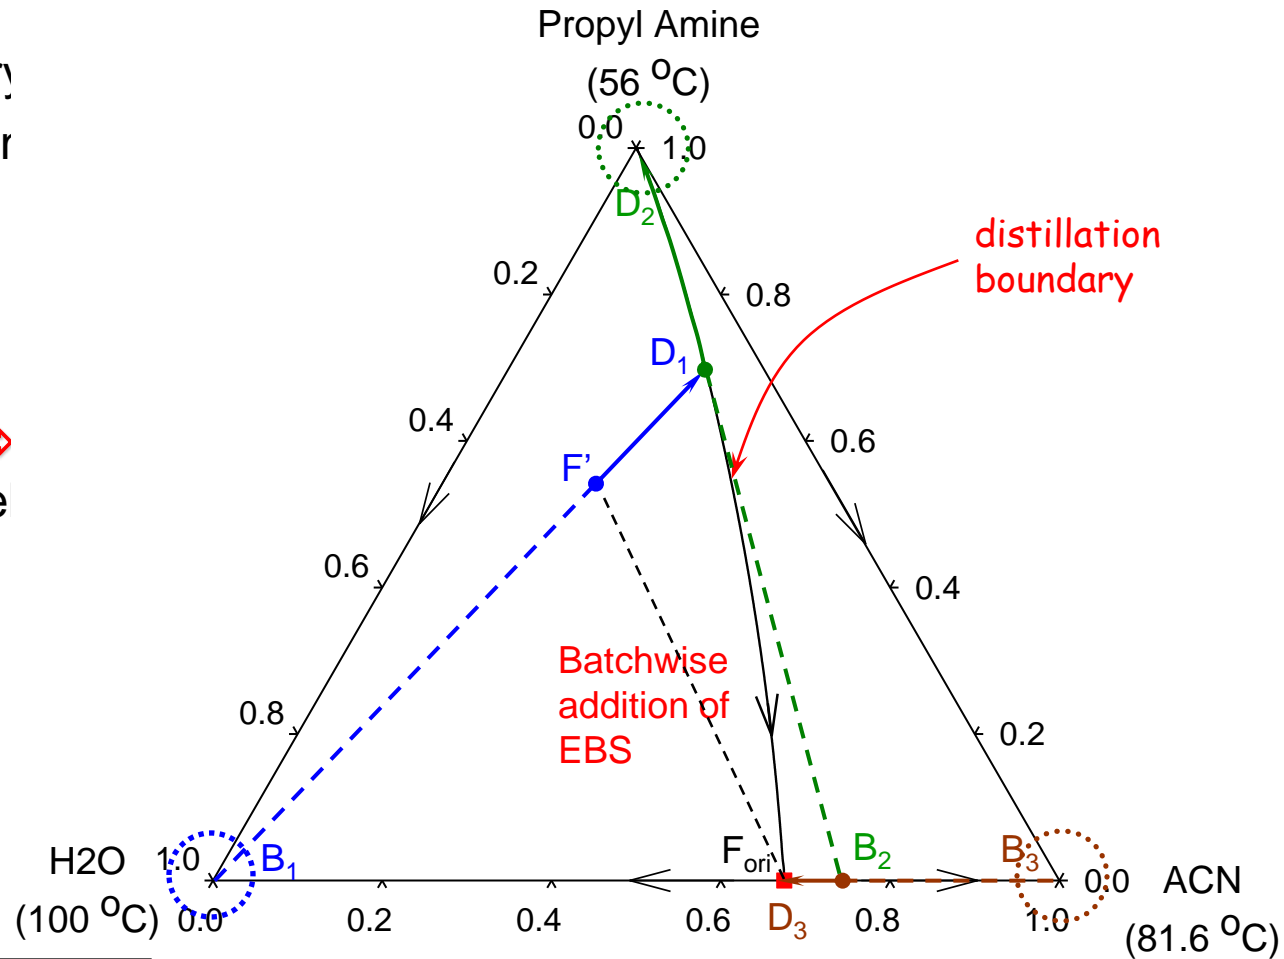 Propyl Amine
(56 °C)
0.0
1.0
D2
distillation
boundary
0.2
0.8
D1
0.4
0.6
F'
0.6
0.4
Batchwise
addition of
EBS
0.8
0.2
H2O
(100 °C)
1.0
B1
Fori
B2
B3
0.0
ACN
(81.6 °C)
0.0
0.2
0.4
0.6
D3
0.8
1.0